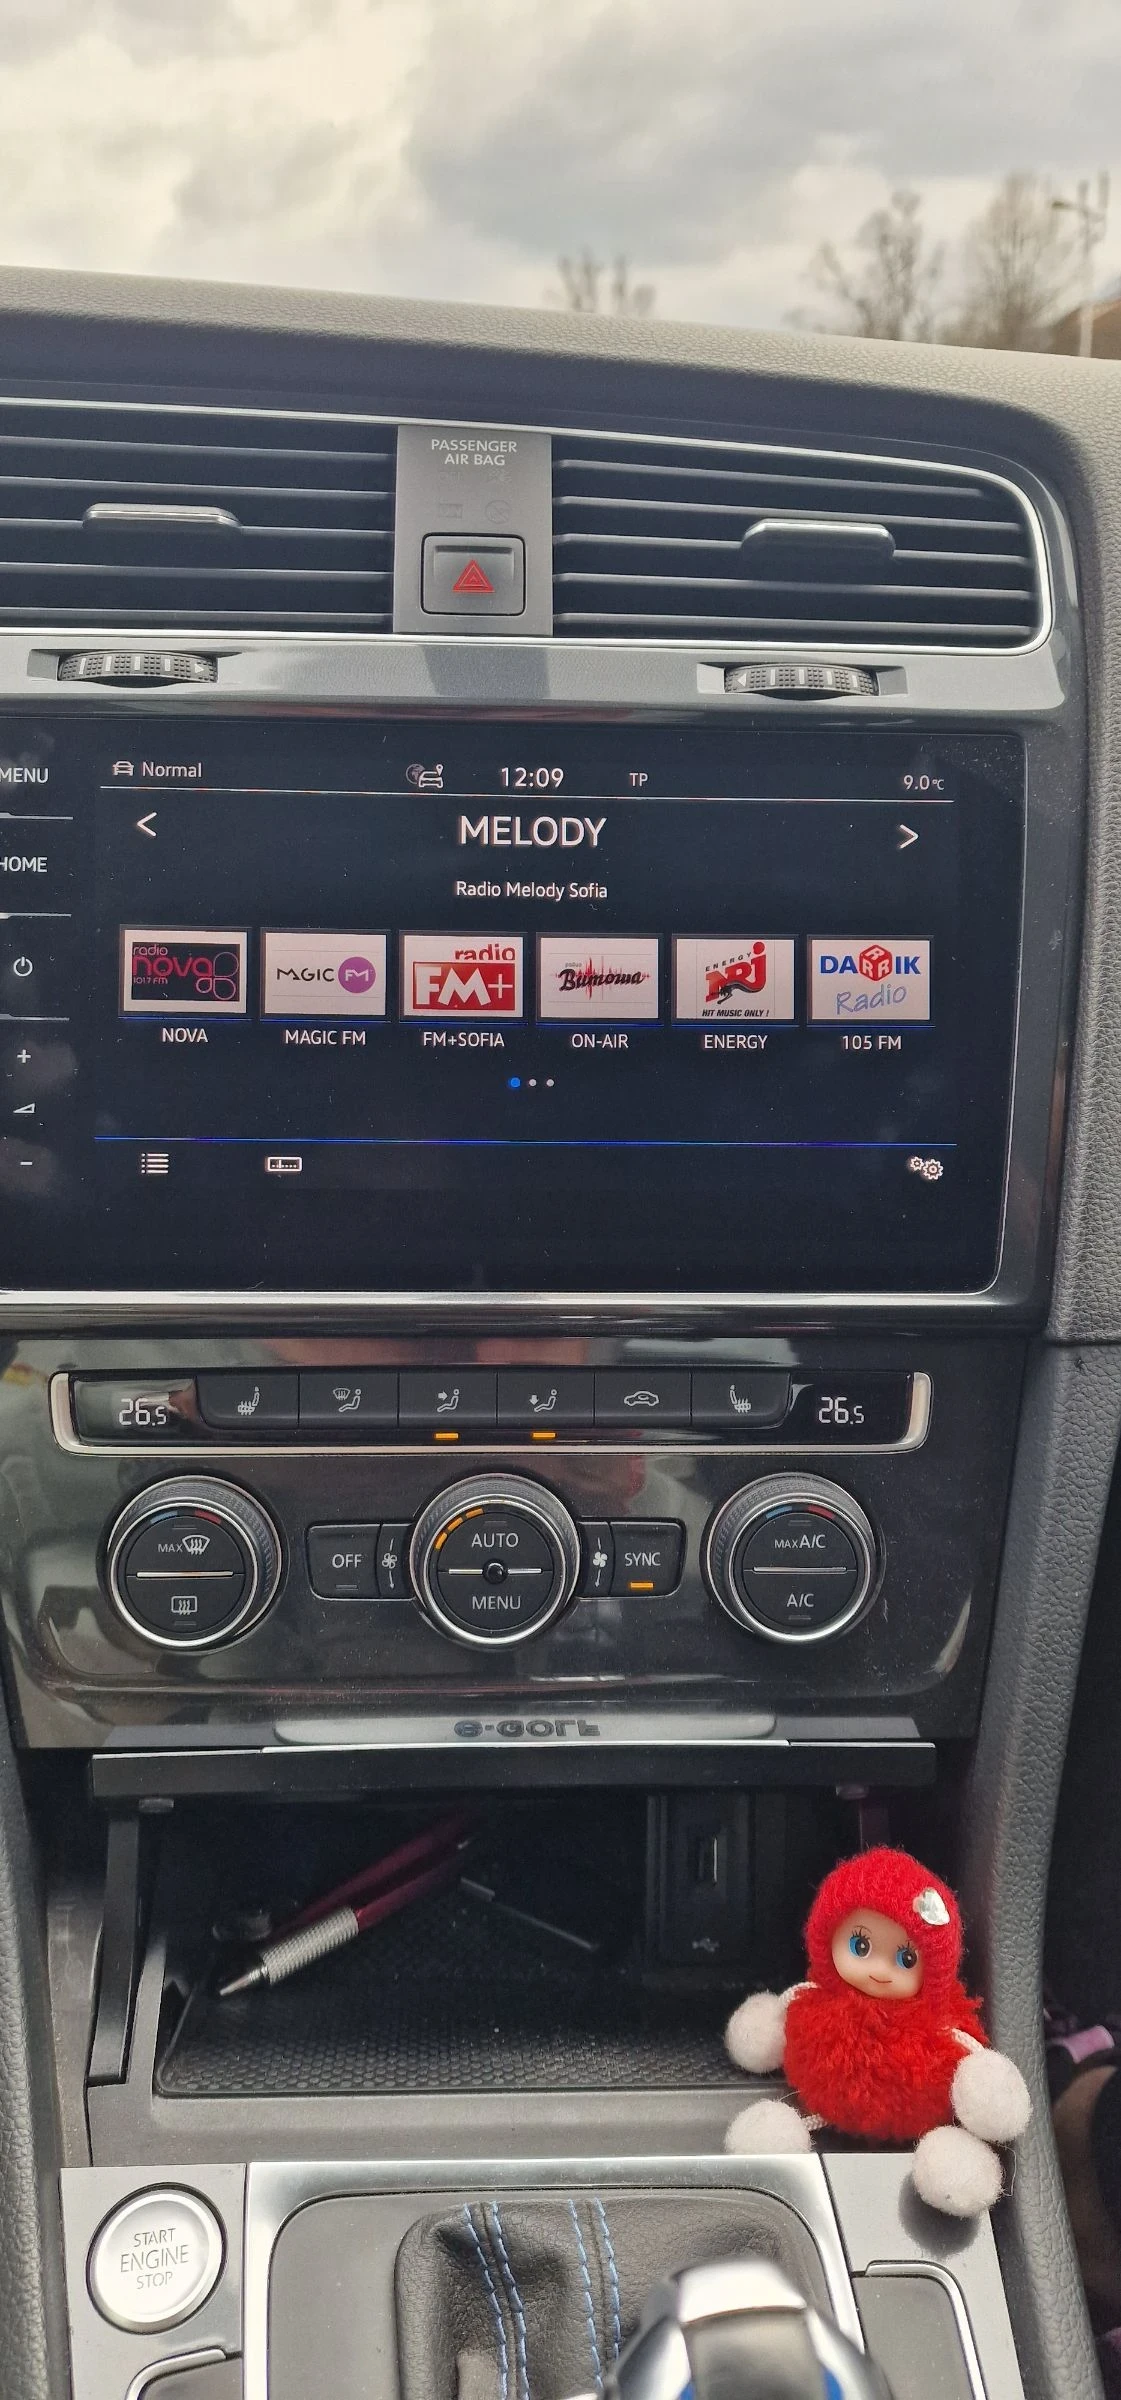 PASSENGER
AIR BAG
MENU
HOME
Normal
12:09
TP
9.0°C
<
MELODY
>
Radio Melody Sofia
radio
nova
101.7 FM
MAGIC FM
radio
FM+
Витоша
ENERGY
NRJ
HIT MUSIC ONLY !
DARIK
Radio
NOVA
MAGIC FM
FM+SOFIA
ON-AIR
ENERGY
105 FM
+
-
26.5
26.5
MAX
OFF
AUTO
MENU
SYNC
MAX A/C
A/C
e-GOLF
START
ENGINE
STOP